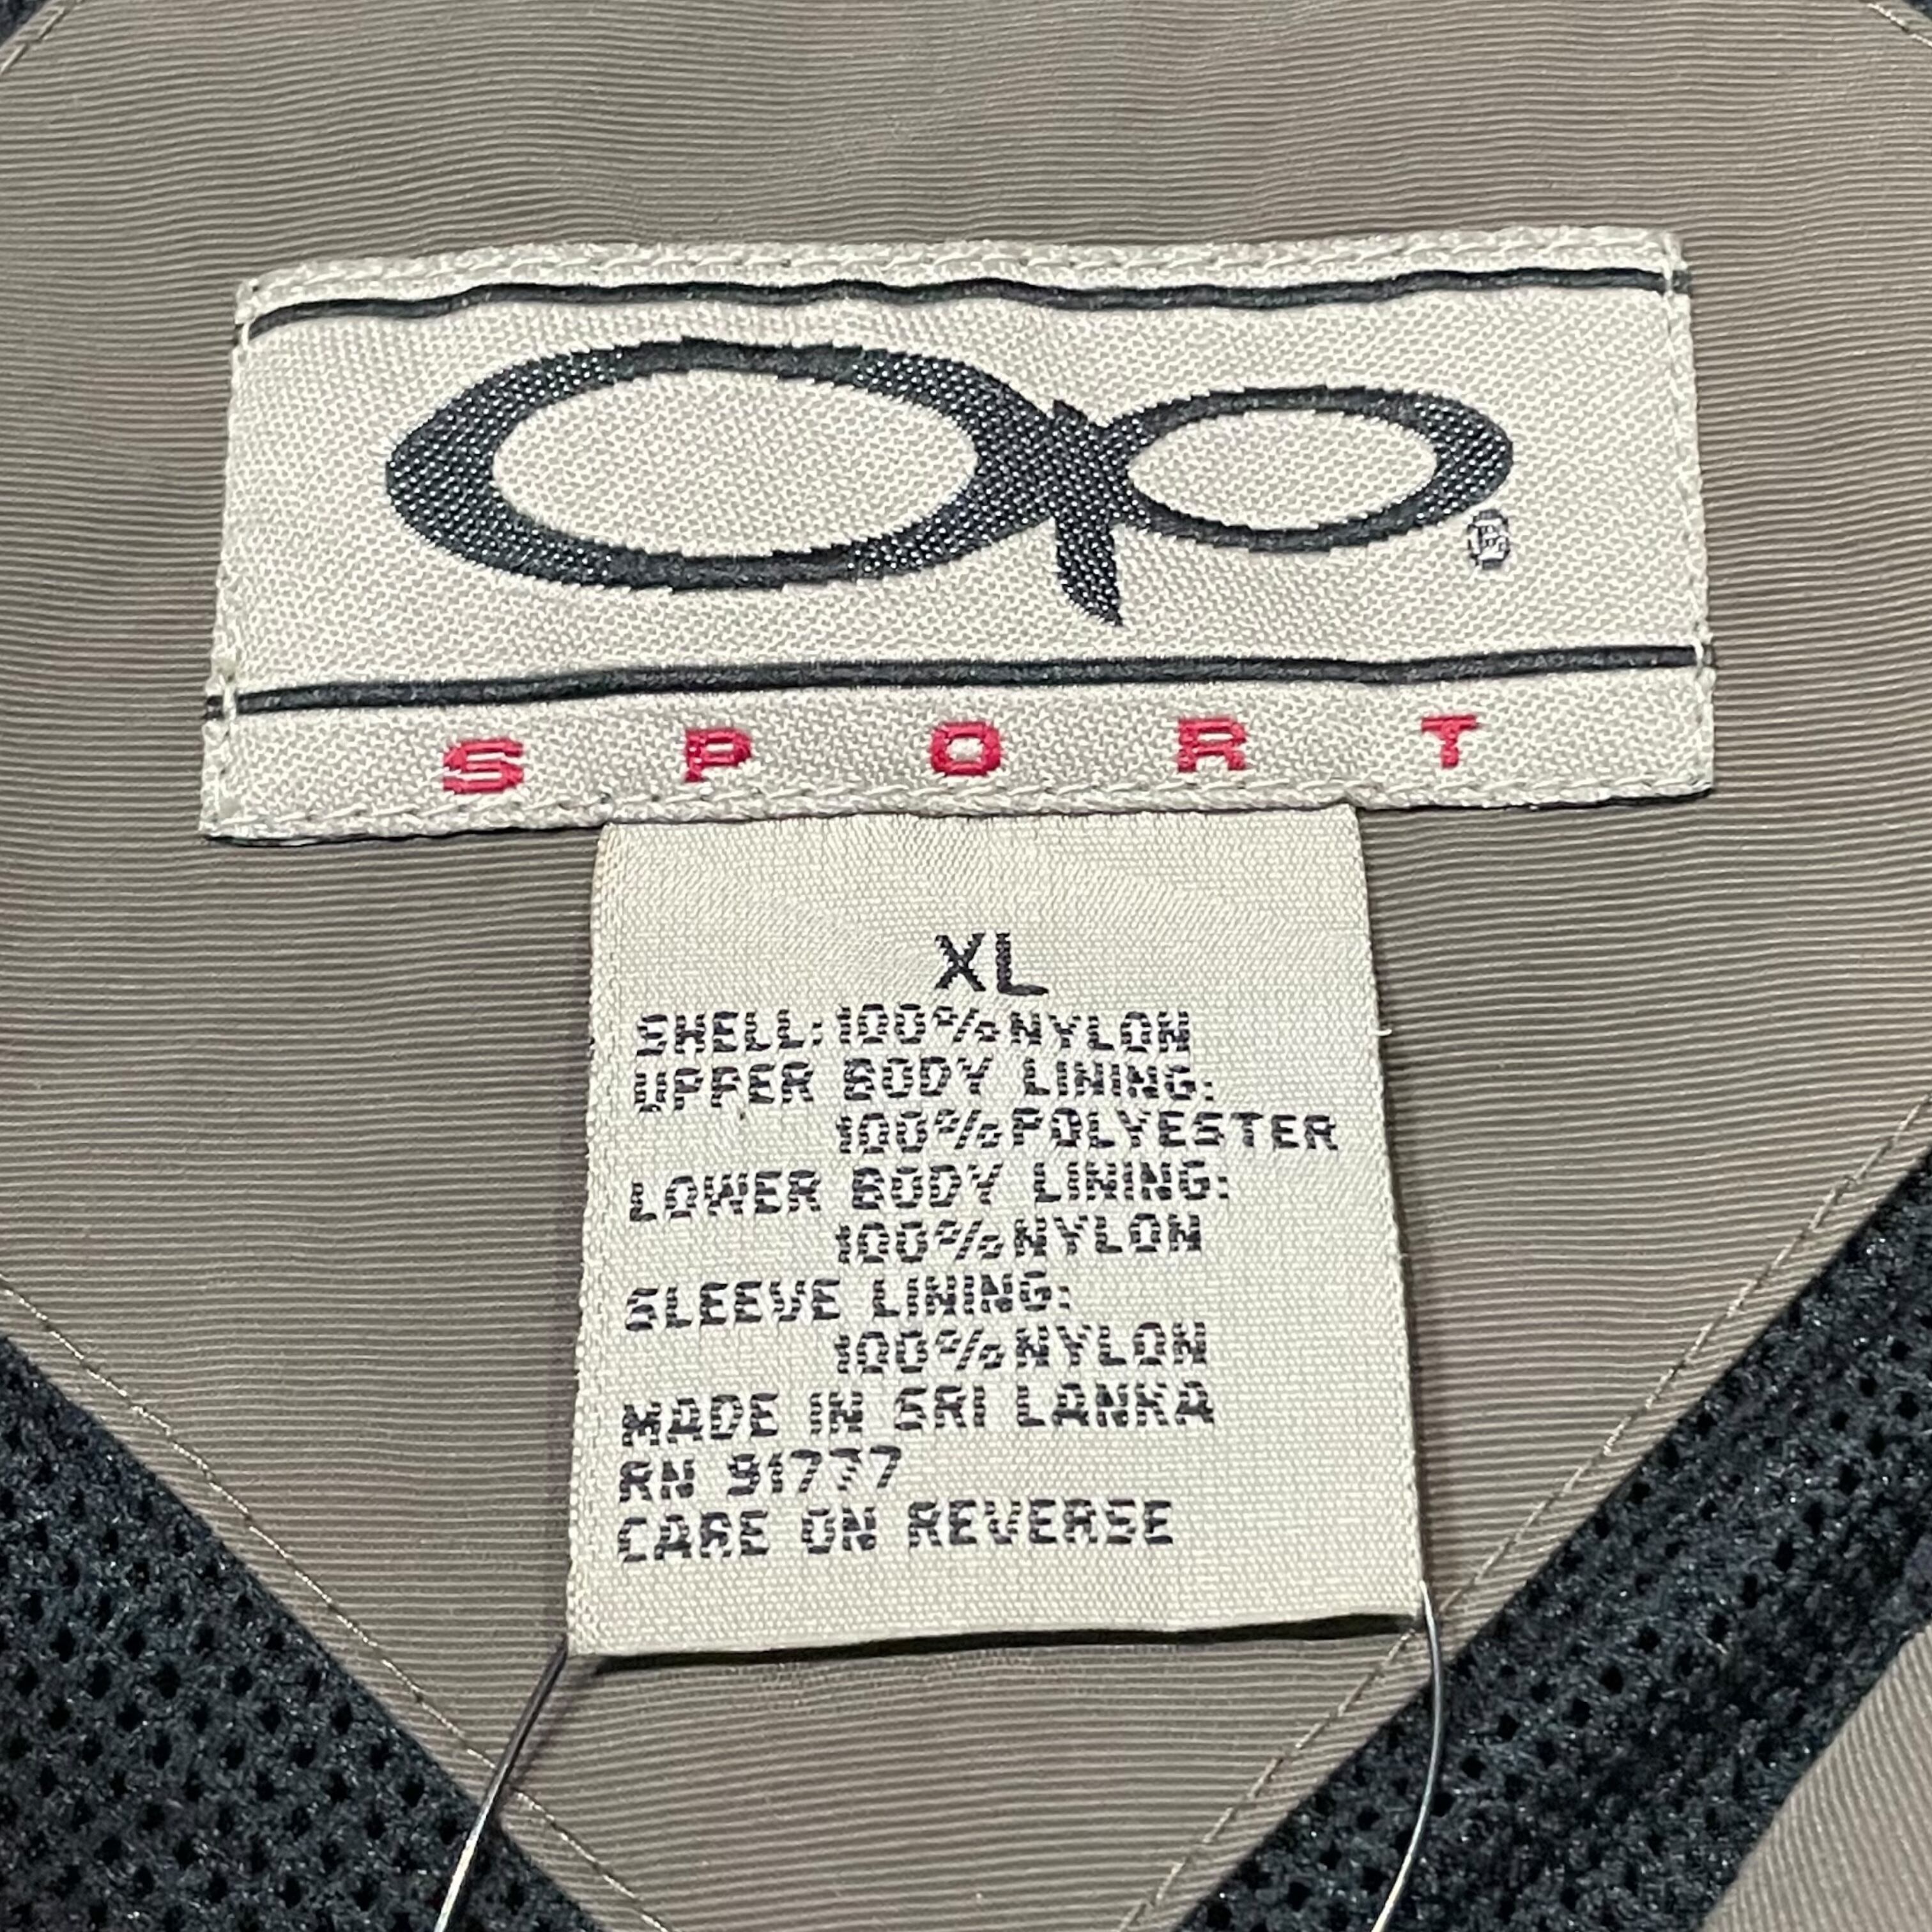 Op®
SPORT
XL
SHELL: 100% NYLON
UPPER BODY LINING:
100% POLYESTER
LOWER BODY LINING:
100% NYLON
SLEEVE LINING:
100% NYLON
MADE IN SRI LANKA
RN 91777
CARE ON REVERSE